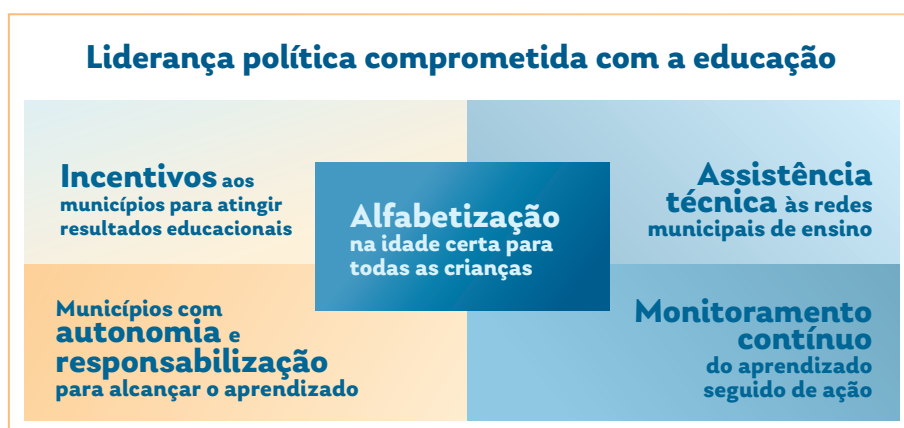 Liderança política comprometida com a educação
Incentivos aos
municípios para atingir
resultados educacionais
Assistência
técnica às redes
municipais de ensino
Alfabetização
na idade certa para
todas as crianças
Municípios com
autonomia e
responsabilização
para alcançar o aprendizado
Monitoramento
contínuo
do aprendizado
seguido de ação